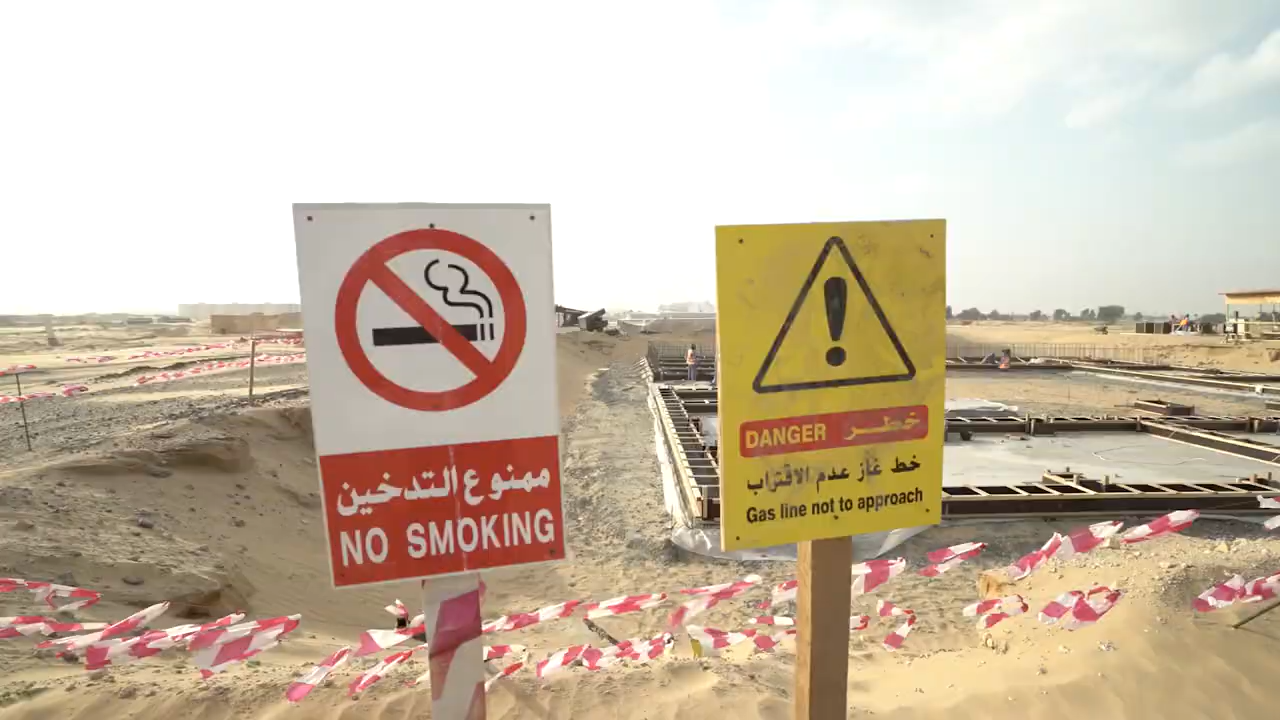 ممنوع التدخين
NO SMOKING
DANGER خطر
خط غاز عدم الاقتراب
Gas line not to approach